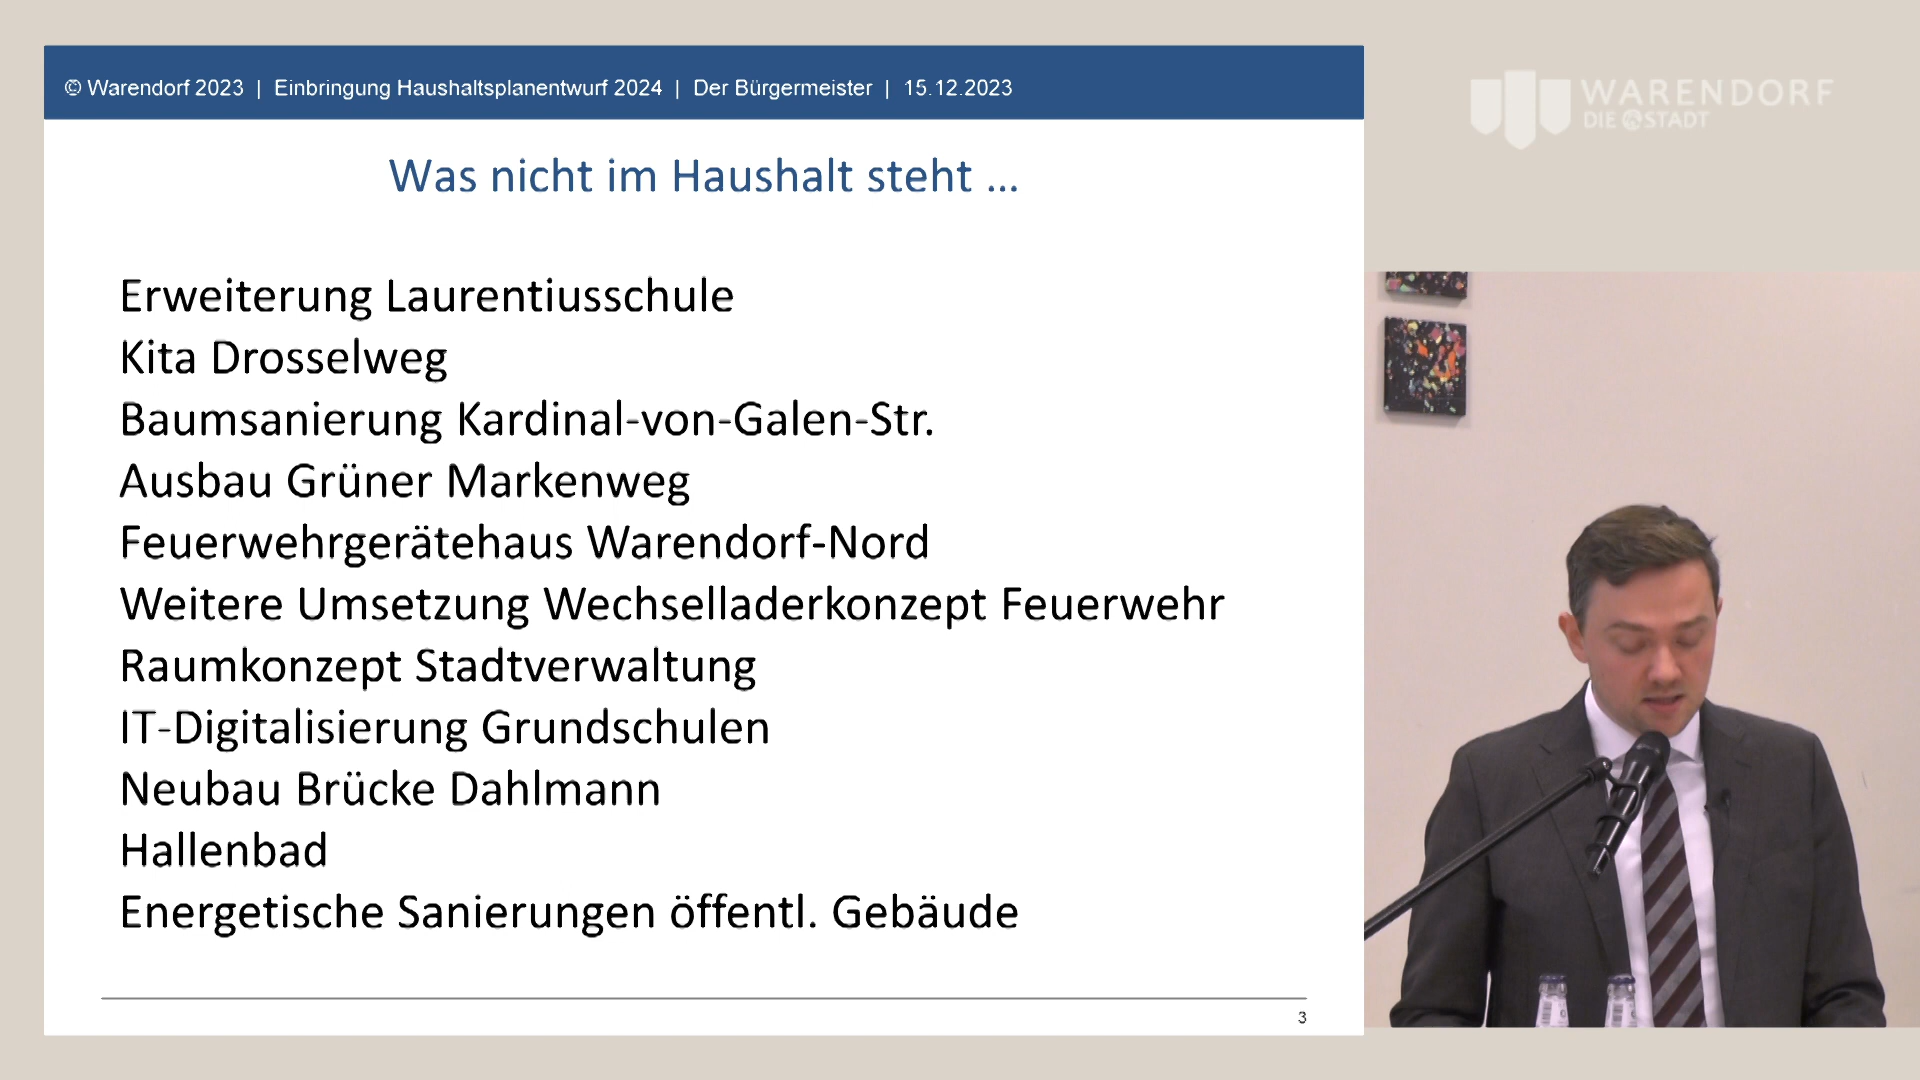 © Warendorf 2023 | Einbringung Haushaltsplanentwurf 2024 | Der Bürgermeister | 15.12.2023
WARENDORF
DIE STADT
Was nicht im Haushalt steht ...
Erweiterung Laurentiusschule
Kita Drosselweg
Baumsanierung Kardinal-von-Galen-Str.
Ausbau Grüner Markenweg
Feuerwehrgerätehaus Warendorf-Nord
Weitere Umsetzung Wechselladerkonzept Feuerwehr
Raumkonzept Stadtverwaltung
IT-Digitalisierung Grundschulen
Neubau Brücke Dahlmann
Hallenbad
Energetische Sanierungen öffentl. Gebäude
3